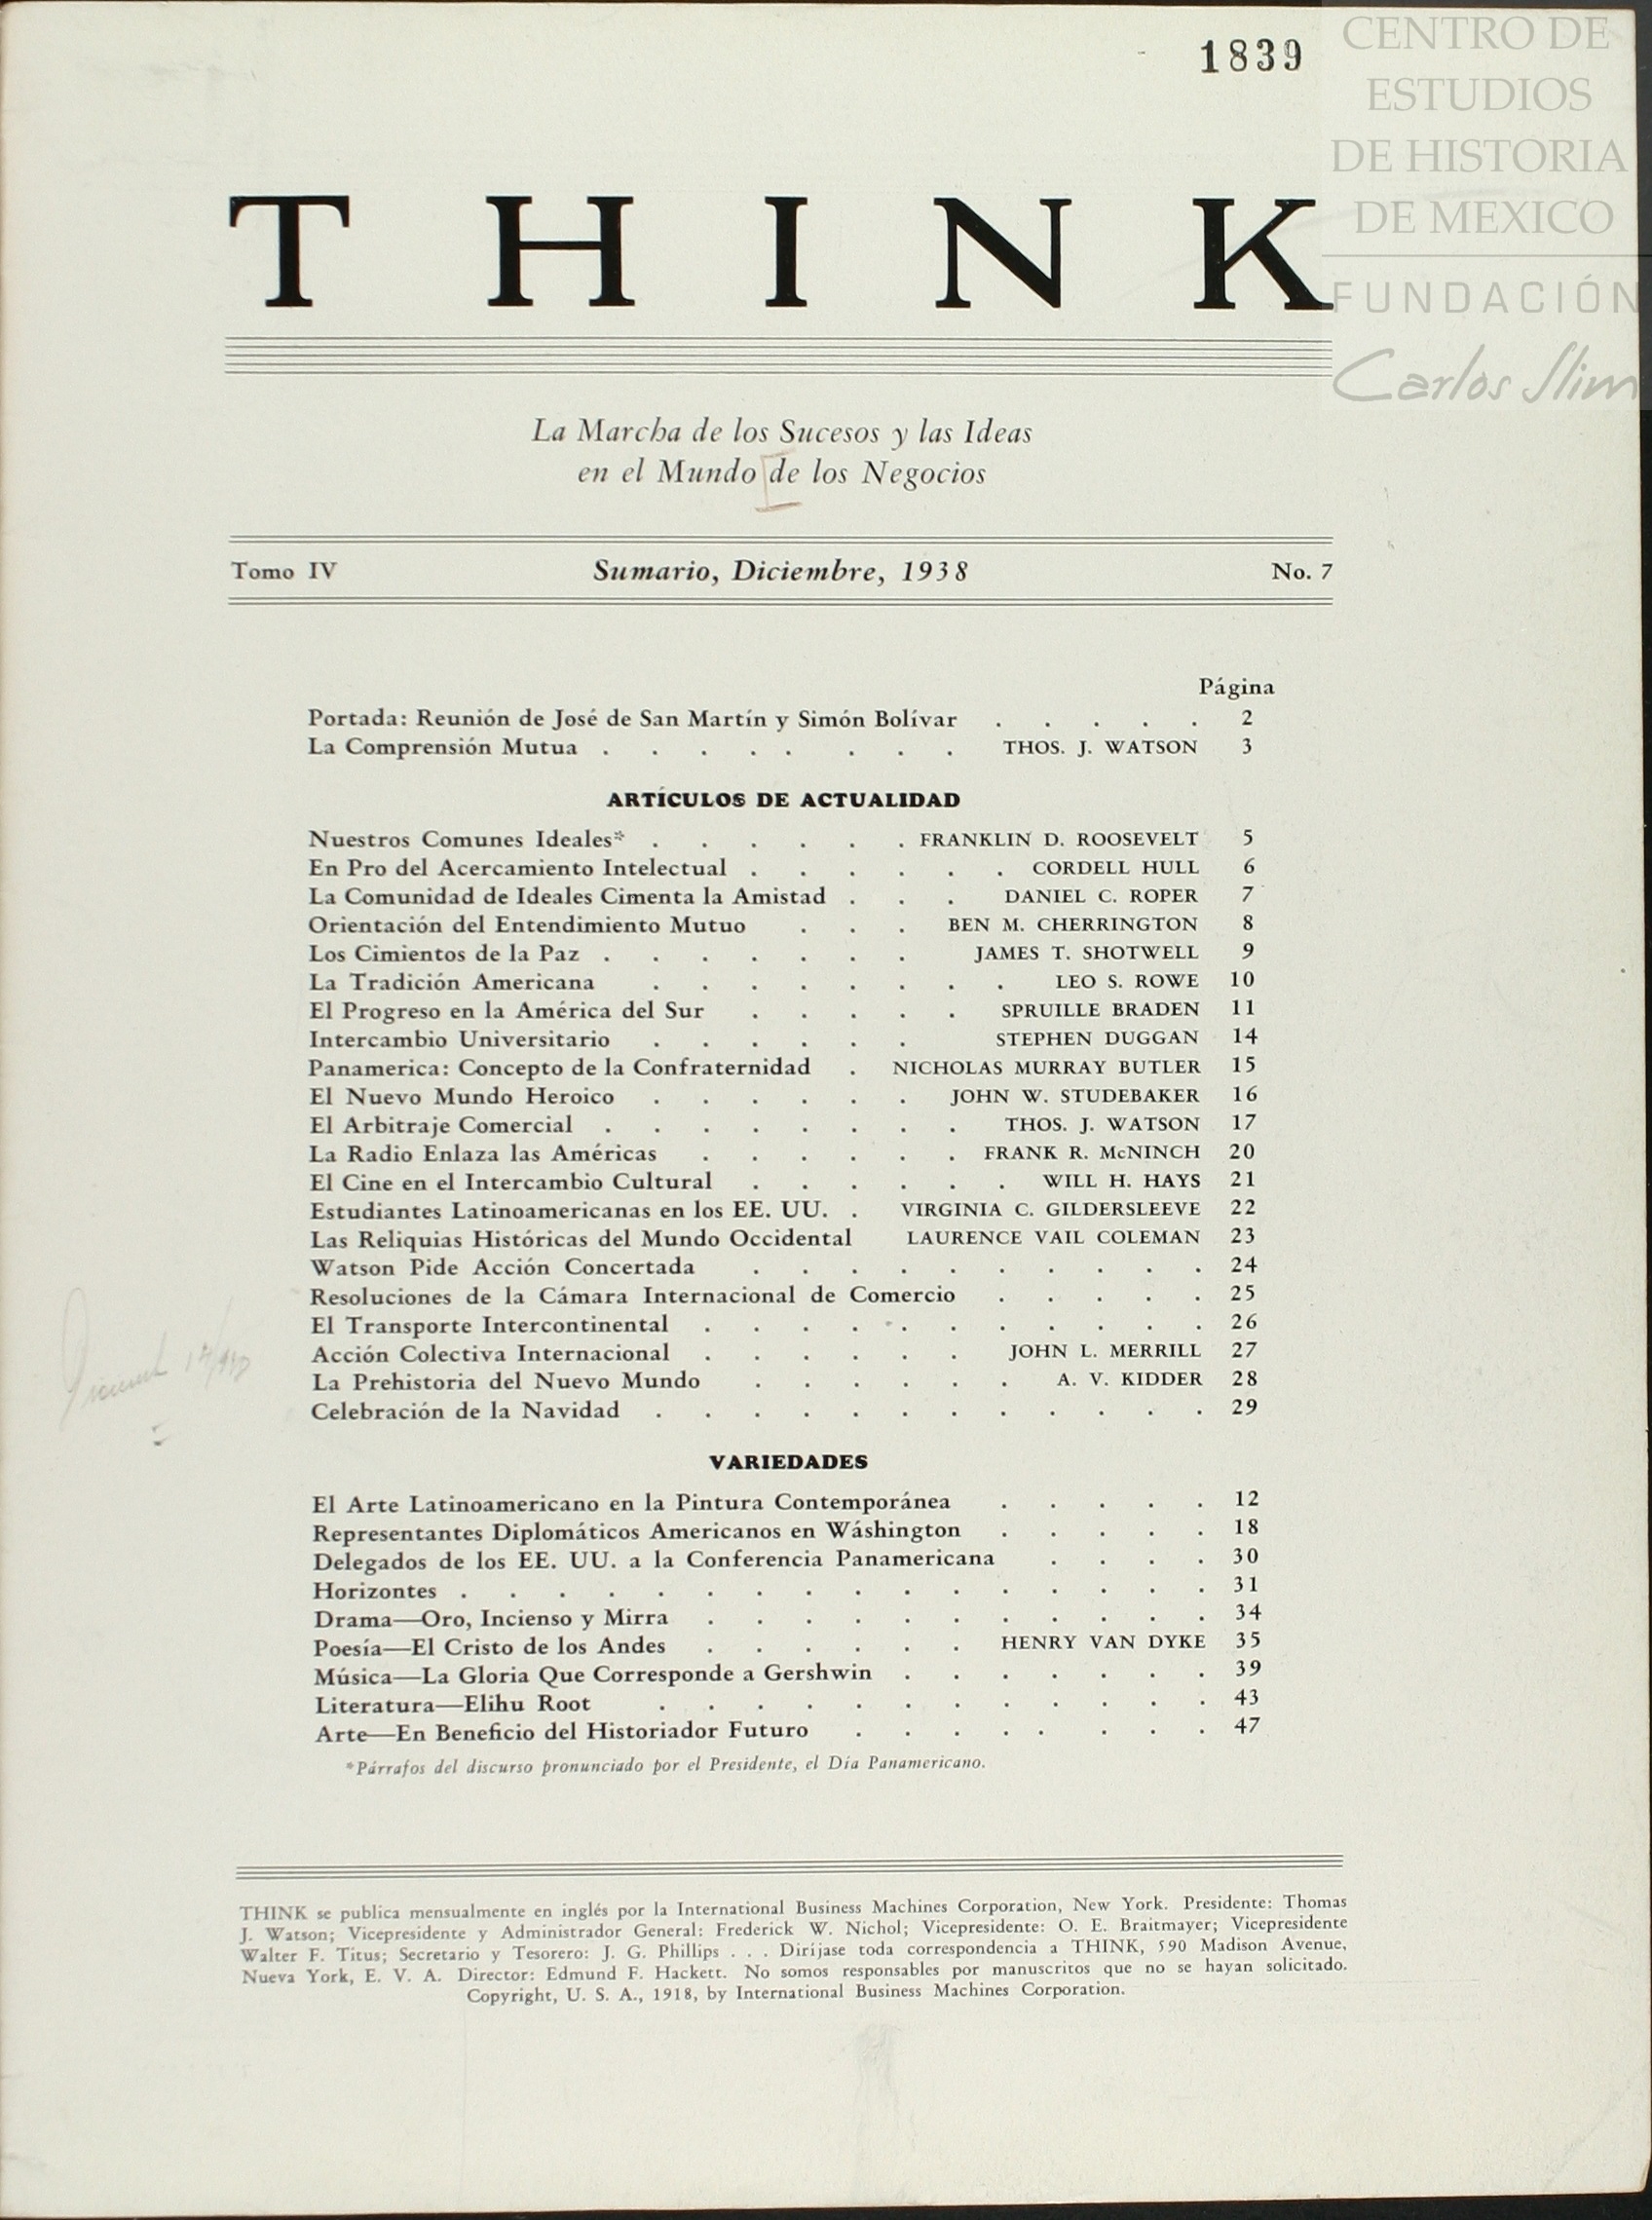 1839
CENTRO DE
ESTUDIOS
DE HISTORIA
DE MEXICO
FUNDACIÓN
Carlos Slim
THINK
La Marcha de los Sucesos y las Ideas
en el Mundo de los Negocios
Tomo IV Sumario, Diciembre, 1938 No. 7
Página
Portada: Reunión de José de San Martín y Simón Bolívar . . . . . 2
La Comprensión Mutua . . . . . . . . THOS. J. WATSON 3
ARTÍCULOS DE ACTUALIDAD
Nuestros Comunes Ideales* . . . . . . FRANKLIN D. ROOSEVELT 5
En Pro del Acercamiento Intelectual . . . . . . CORDELL HULL 6
La Comunidad de Ideales Cimenta la Amistad . . . DANIEL C. ROPER 7
Orientación del Entendimiento Mutuo . . . BEN M. CHERRINGTON 8
Los Cimientos de la Paz . . . . . . . JAMES T. SHOTWELL 9
La Tradición Americana . . . . . . . . LEO S. ROWE 10
El Progreso en la América del Sur . . . . . SPRUILLE BRADEN 11
Intercambio Universitario . . . . . . STEPHEN DUGGAN 14
Panamerica: Concepto de la Confraternidad . NICHOLAS MURRAY BUTLER 15
El Nuevo Mundo Heroico . . . . . . JOHN W. STUDEBAKER 16
El Arbitraje Comercial . . . . . . . . THOS. J. WATSON 17
La Radio Enlaza las Américas . . . . . . FRANK R. McNINCH 20
El Cine en el Intercambio Cultural . . . . . . WILL H. HAYS 21
Estudiantes Latinoamericanas en los EE. UU. . VIRGINIA C. GILDERSLEEVE 22
Las Reliquias Históricas del Mundo Occidental LAURENCE VAIL COLEMAN 23
Watson Pide Acción Concertada . . . . . . . . . . 24
Resoluciones de la Cámara Internacional de Comercio . . . . . 25
El Transporte Intercontinental . . . . . . . . . . . 26
Acción Colectiva Internacional . . . . . . JOHN L. MERRILL 27
La Prehistoria del Nuevo Mundo . . . . . . A. V. KIDDER 28
Celebración de la Navidad . . . . . . . . . . . . 29
VARIEDADES
El Arte Latinoamericano en la Pintura Contemporánea . . . . . 12
Representantes Diplomáticos Americanos en Wáshington . . . . . 18
Delegados de los EE. UU. a la Conferencia Panamericana . . . . 30
Horizontes . . . . . . . . . . . . . . . . 31
Drama—Oro, Incienso y Mirra . . . . . . . . . . . 34
Poesía—El Cristo de los Andes . . . . . . HENRY VAN DYKE 35
Música—La Gloria Que Corresponde a Gershwin . . . . . . . 39
Literatura—Elihu Root . . . . . . . . . . . . 43
Arte—En Beneficio del Historiador Futuro . . . . . . . . 47
*Párrafos del discurso pronunciado por el Presidente, el Día Panamericano.
THINK se publica mensualmente en inglés por la International Business Machines Corporation, New York. Presidente: Thomas
J. Watson; Vicepresidente y Administrador General: Frederick W. Nichol; Vicepresidente: O. E. Braitmayer; Vicepresidente
Walter F. Titus; Secretario y Tesorero: J. G. Phillips . . . Diríjase toda correspondencia a THINK, 590 Madison Avenue,
Nueva York, E. V. A. Director: Edmund F. Hackett. No somos responsables por manuscritos que no se hayan solicitado.
Copyright, U. S. A., 1918, by International Business Machines Corporation.